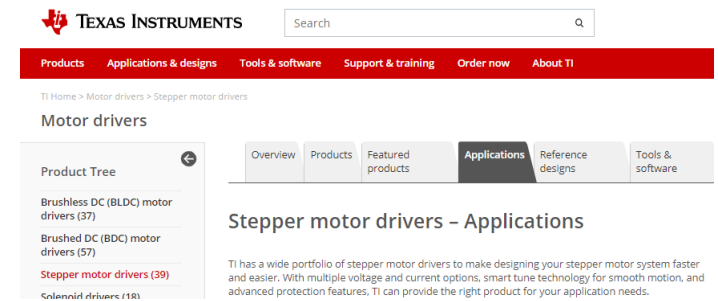 TEXAS INSTRUMENTS
Search
Products Applications & designs Tools & software Support & training Order now About TI
TI Home > Motor drivers > Stepper motor drivers
Motor drivers
Product Tree
Brushless DC (BLDC) motor
drivers (37)
Brushed DC (BDC) motor
drivers (57)
Stepper motor drivers (39)
Solenoid drivers (18)
Overview Products Featured
products
Applications Reference
designs
Tools &
software
Stepper motor drivers – Applications
TI has a wide portfolio of stepper motor drivers to make designing your stepper motor system faster
and easier. With multiple voltage and current options, smart tune technology for smooth motion, and
advanced protection features, TI can provide the right product for your application needs.